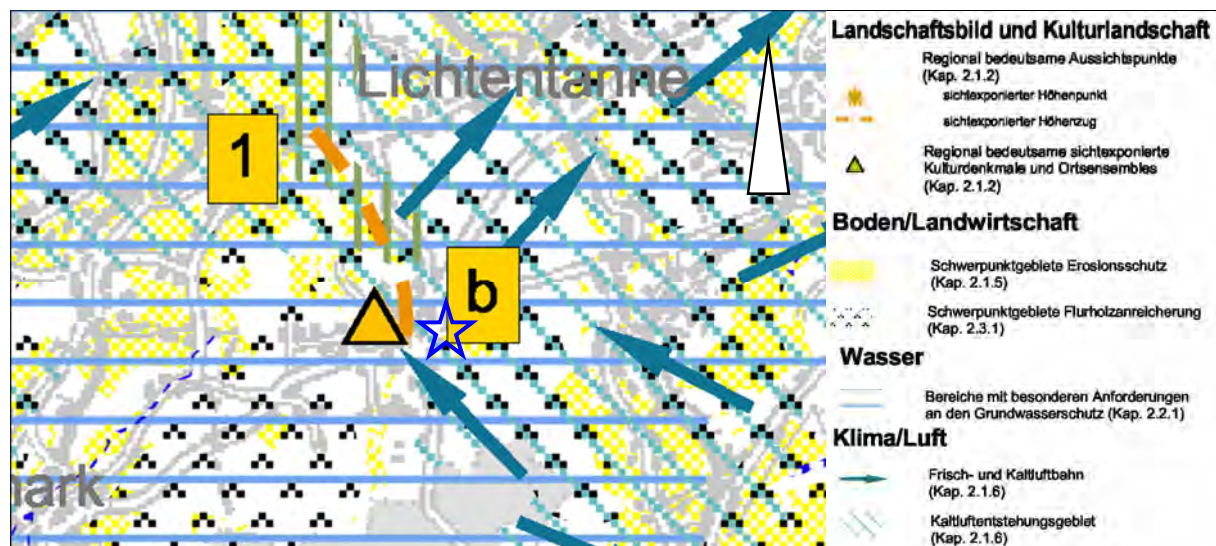 Lichtentanne
1
b
nark
Landschaftsbild und Kulturlandschaft
Regional bedeutsame Aussichtspunkte
(Kap. 2.1.2)
sichtexponierter Höhenpunkt
sichtexponierter Höhenzug
Regional bedeutsame sichtexponierte
Kulturdenkmale und Ortsensembles
(Kap. 2.1.2)
Boden/Landwirtschaft
Schwerpunktgebiete Erosionsschutz
(Kap. 2.1.5)
Schwerpunktgebiete Flurholzanreicherung
(Kap. 2.3.1)
Wasser
Bereiche mit besonderen Anforderungen
an den Grundwasserschutz (Kap. 2.2.1)
Klima/Luft
Frisch- und Kaltluftbahn
(Kap. 2.1.6)
Kaltluftentstehungsgebiet
(Kap. 2.1.6)